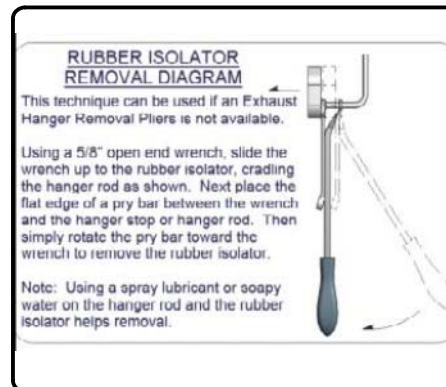 RUBBER ISOLATOR
REMOVAL DIAGRAM
This technique can be used if an Exhaust
Hanger Removal Pliers is not available.
Using a 5/8" open end wrench, slide the
wrench up to the rubber isolator, cradling
the hanger rod as shown. Next place the
flat edge of a pry bar between the wrench
and the hanger stop or hanger rod. Then
simply rotate the pry bar toward the
wrench to remove the rubber isolator.
Note: Using a spray lubricant or soapy
water on the hanger rod and the rubber
isolator helps removal.